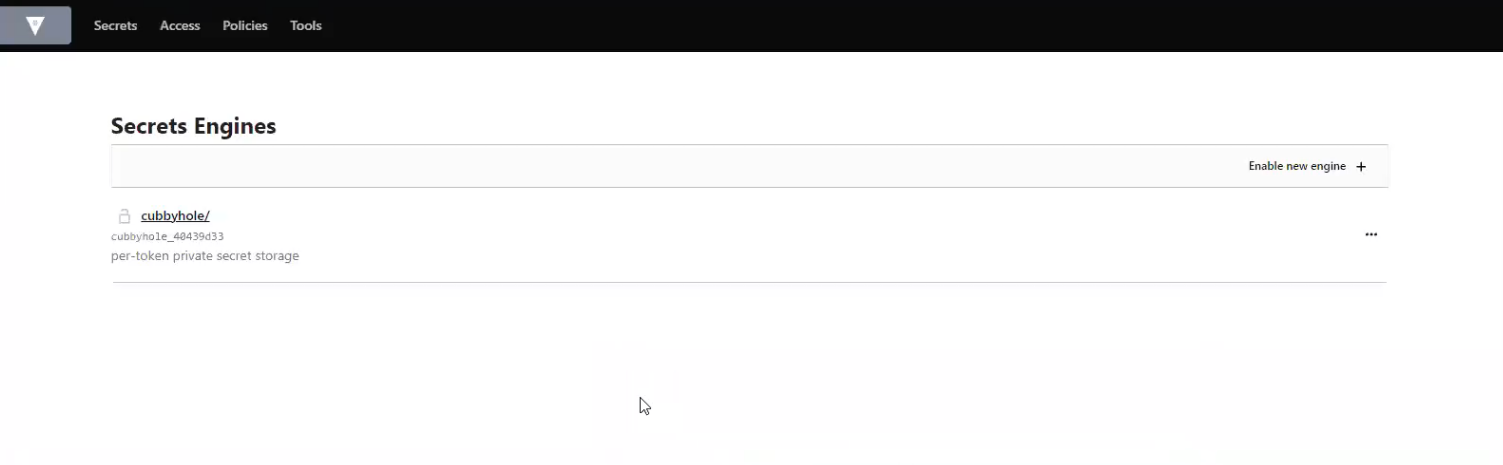 Secrets Access Policies Tools
Secrets Engines
Enable new engine +
cubbyhole/
cubbyhole_40439d33
per-token private secret storage